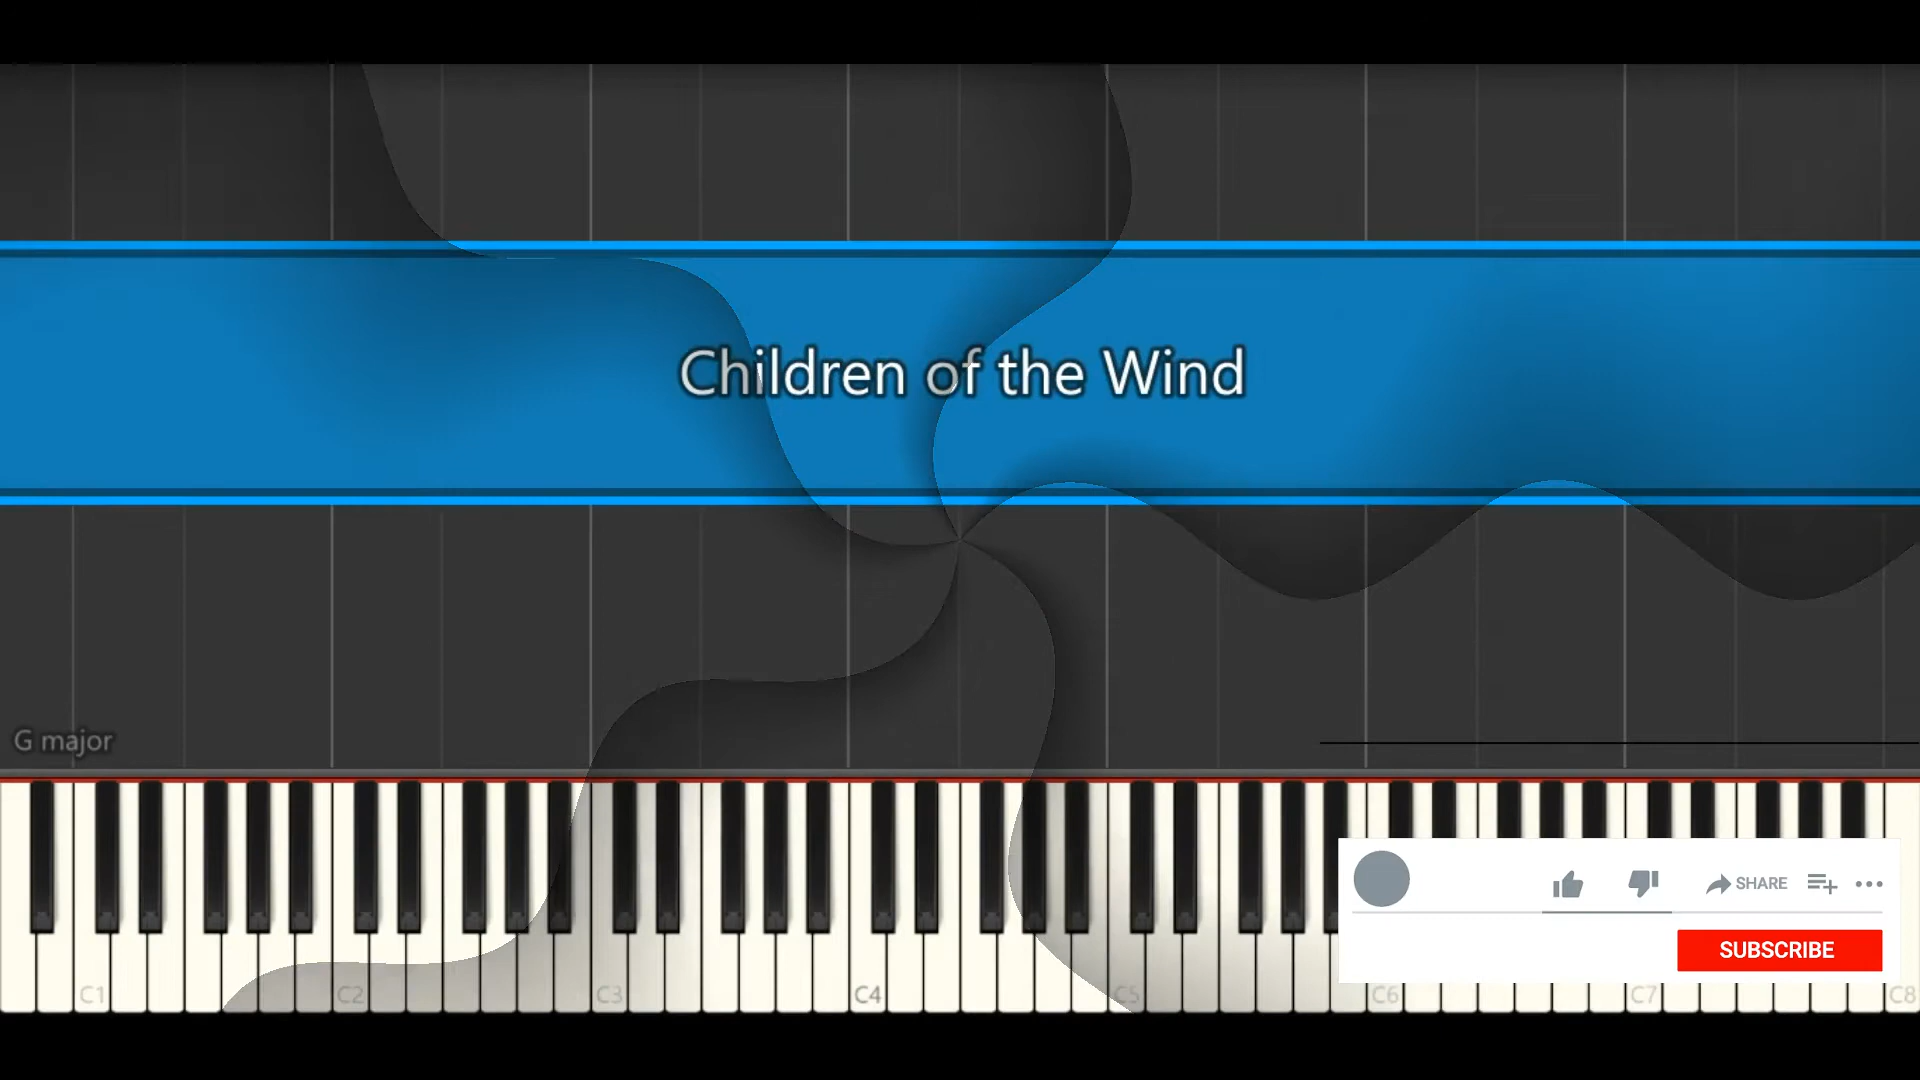 Children of the Wind
G major
SHARE
SUBSCRIBE
C1 C2 C3 C4 C5 C6 C7 C8